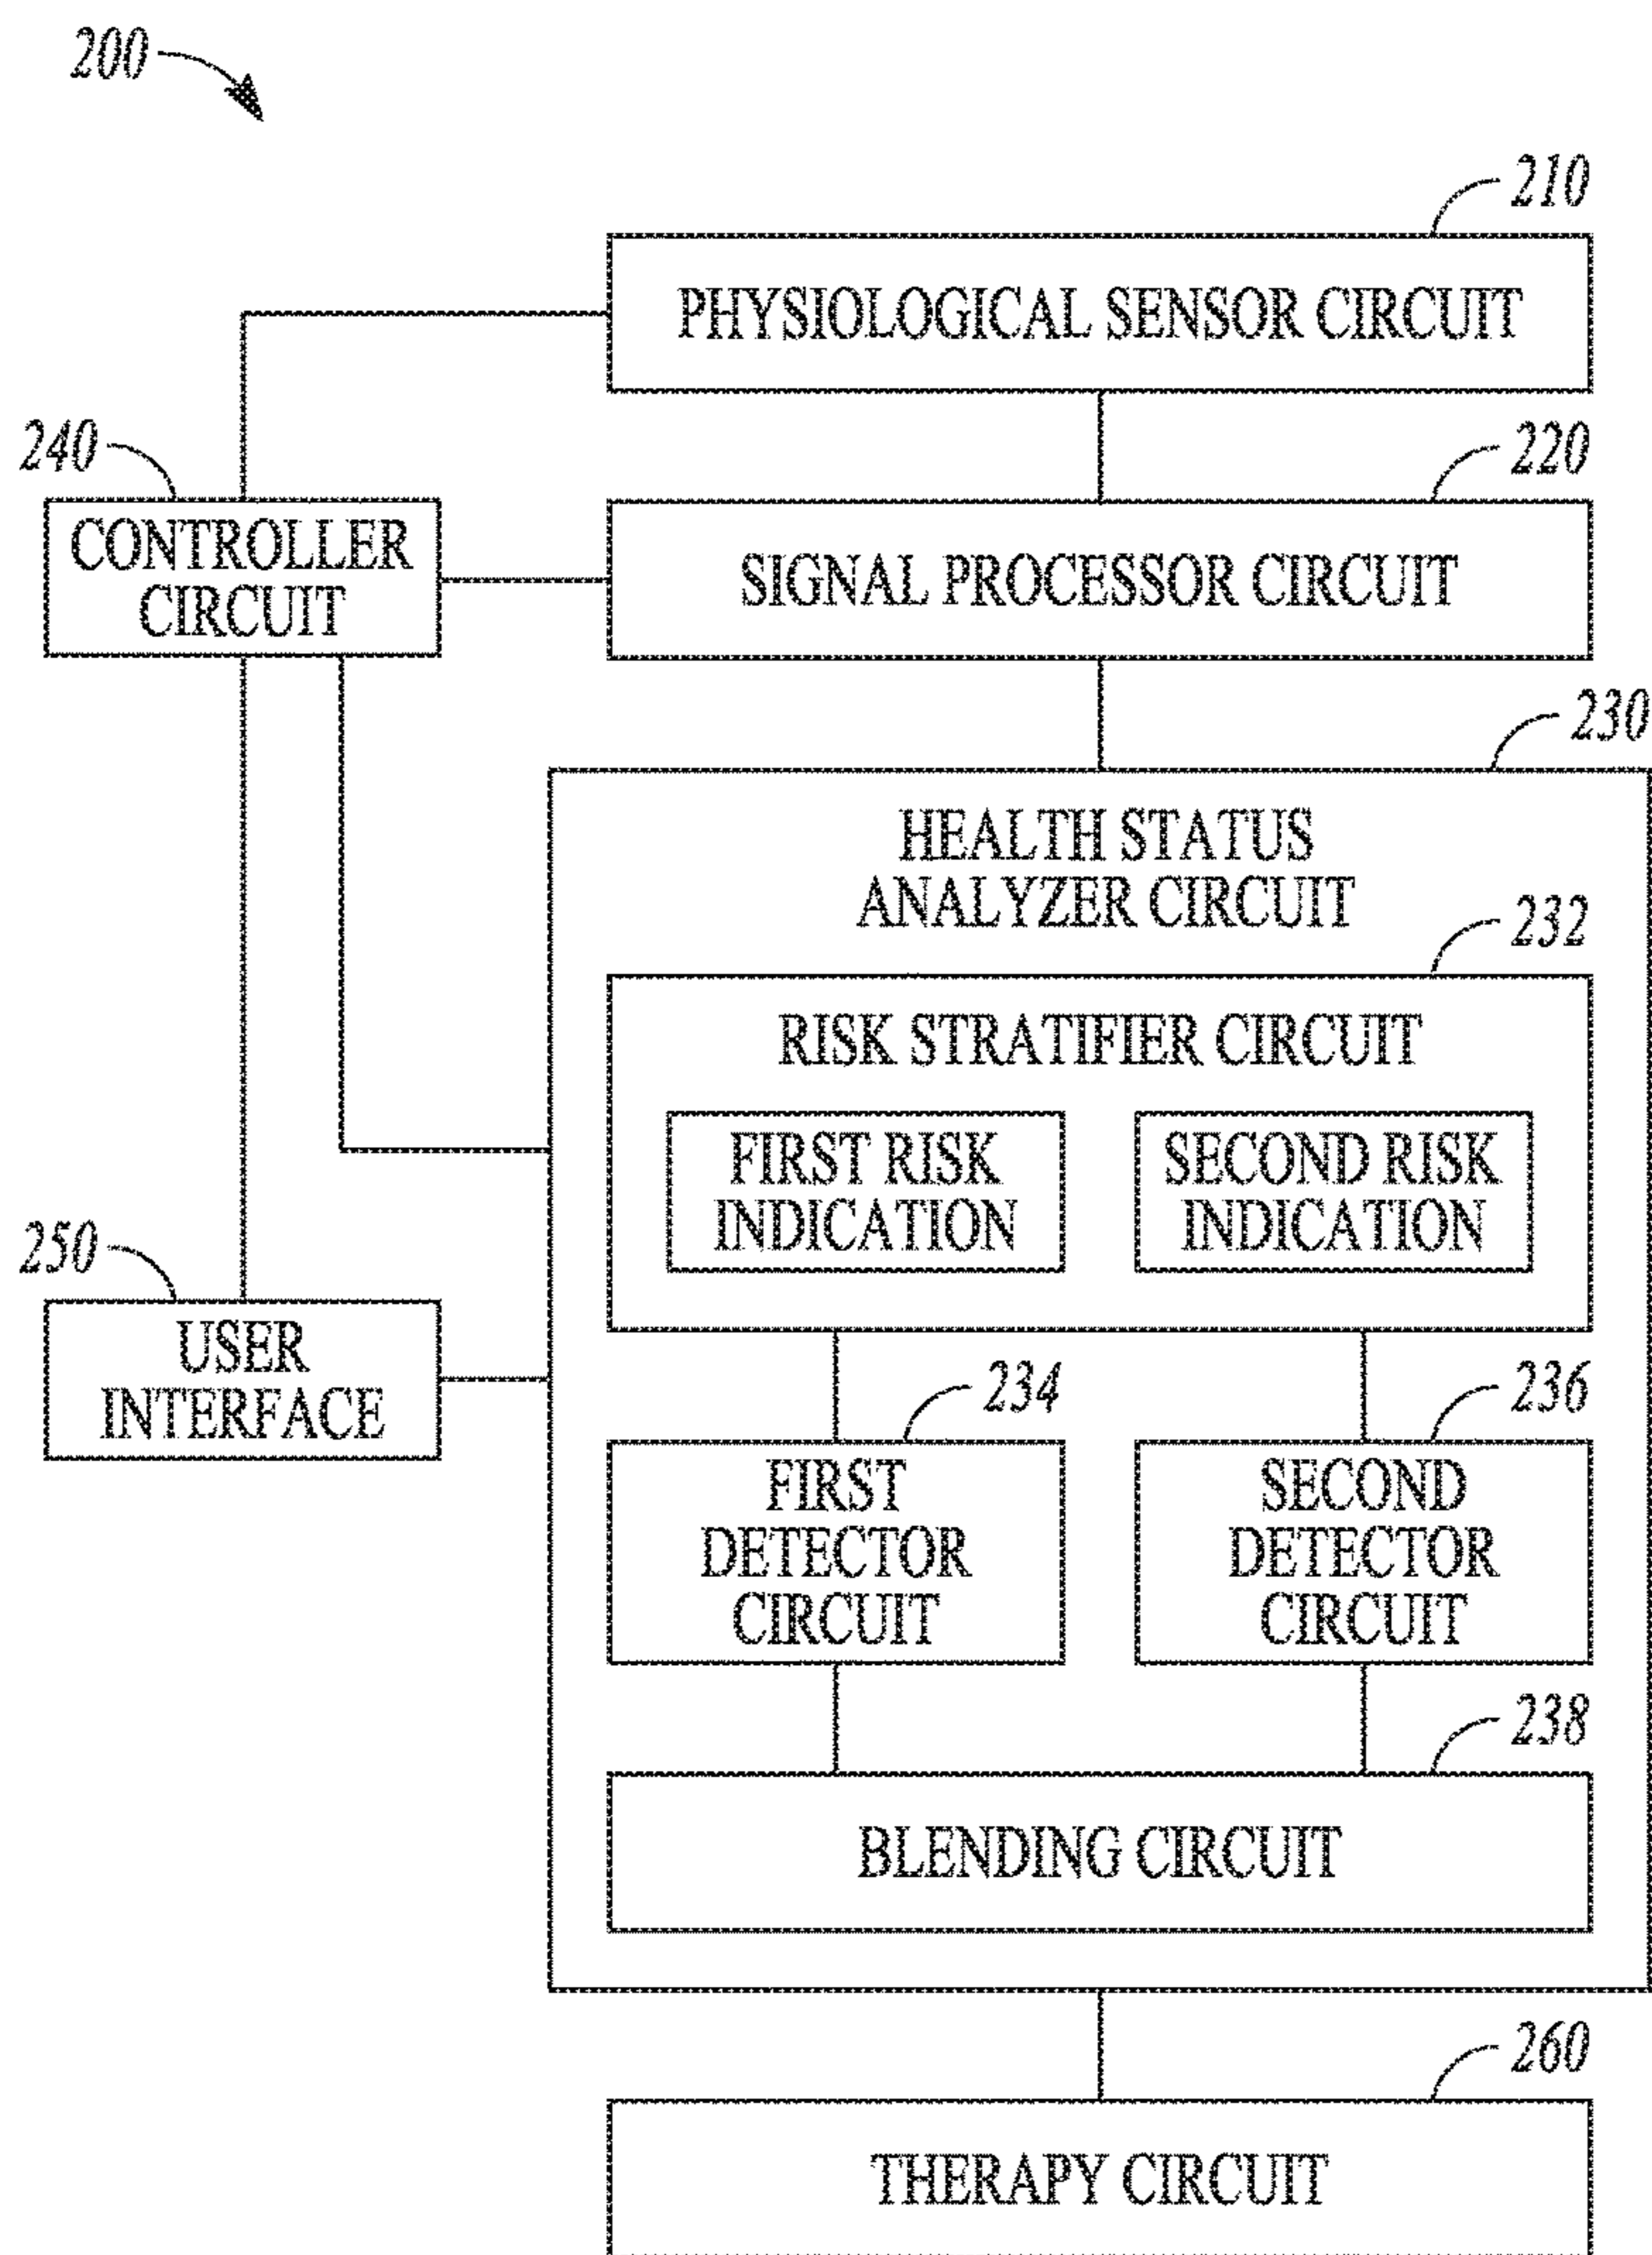 200
210
PHYSIOLOGICAL SENSOR CIRCUIT
240
CONTROLLER
CIRCUIT
220
SIGNAL PROCESSOR CIRCUIT
230
HEALTH STATUS
ANALYZER CIRCUIT
232
RISK STRATIFIER CIRCUIT
FIRST RISK
INDICATION
SECOND RISK
INDICATION
250
USER
INTERFACE
234
FIRST
DETECTOR
CIRCUIT
236
SECOND
DETECTOR
CIRCUIT
238
BLENDING CIRCUIT
260
THERAPY CIRCUIT